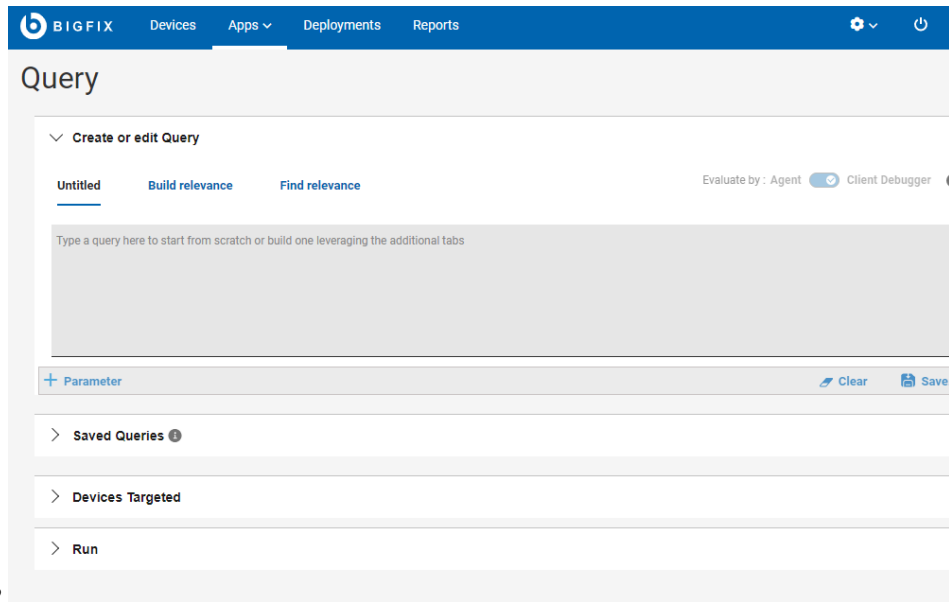 BIGFIX Devices Apps Deployments Reports
Query
Create or edit Query
Untitled Build relevance Find relevance Evaluate by : Agent Client Debugger
Type a query here to start from scratch or build one leveraging the additional tabs
+ Parameter Clear Save
Saved Queries
Devices Targeted
Run